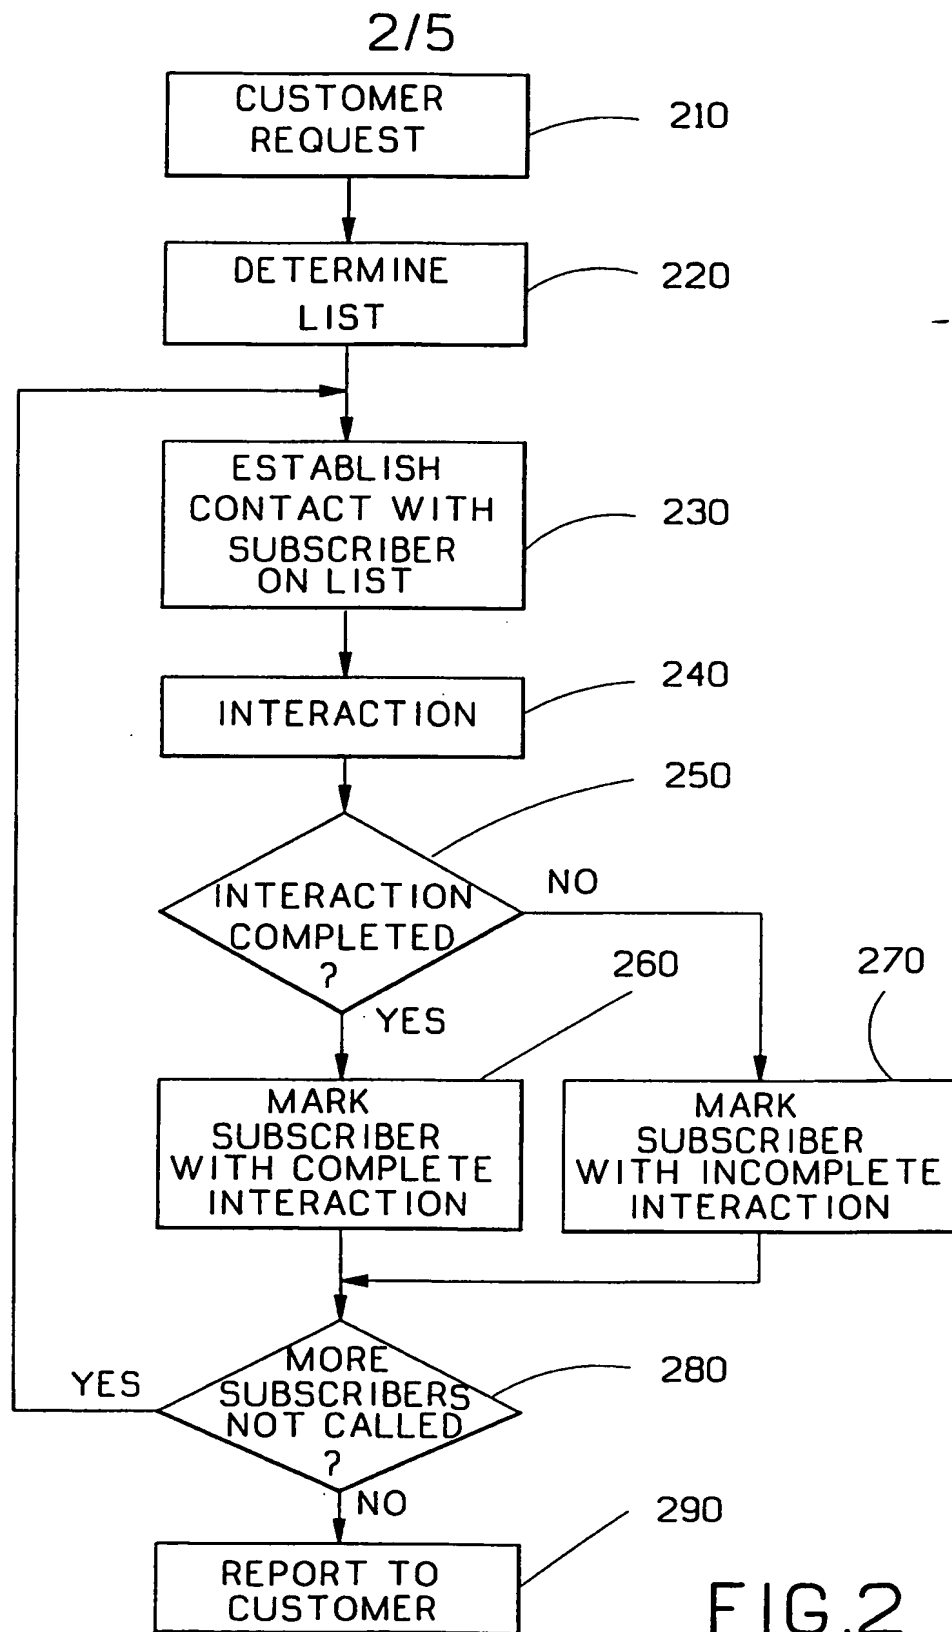 2/5
CUSTOMER
REQUEST
210
DETERMINE
LIST
220
ESTABLISH
CONTACT WITH
SUBSCRIBER
ON LIST
230
INTERACTION
240
250
INTERACTION
COMPLETED
?
NO
YES
260
270
MARK
SUBSCRIBER
WITH COMPLETE
INTERACTION
MARK
SUBSCRIBER
WITH INCOMPLETE
INTERACTION
MORE
SUBSCRIBERS
NOT CALLED
?
YES
280
NO
290
REPORT TO
CUSTOMER
FIG.2